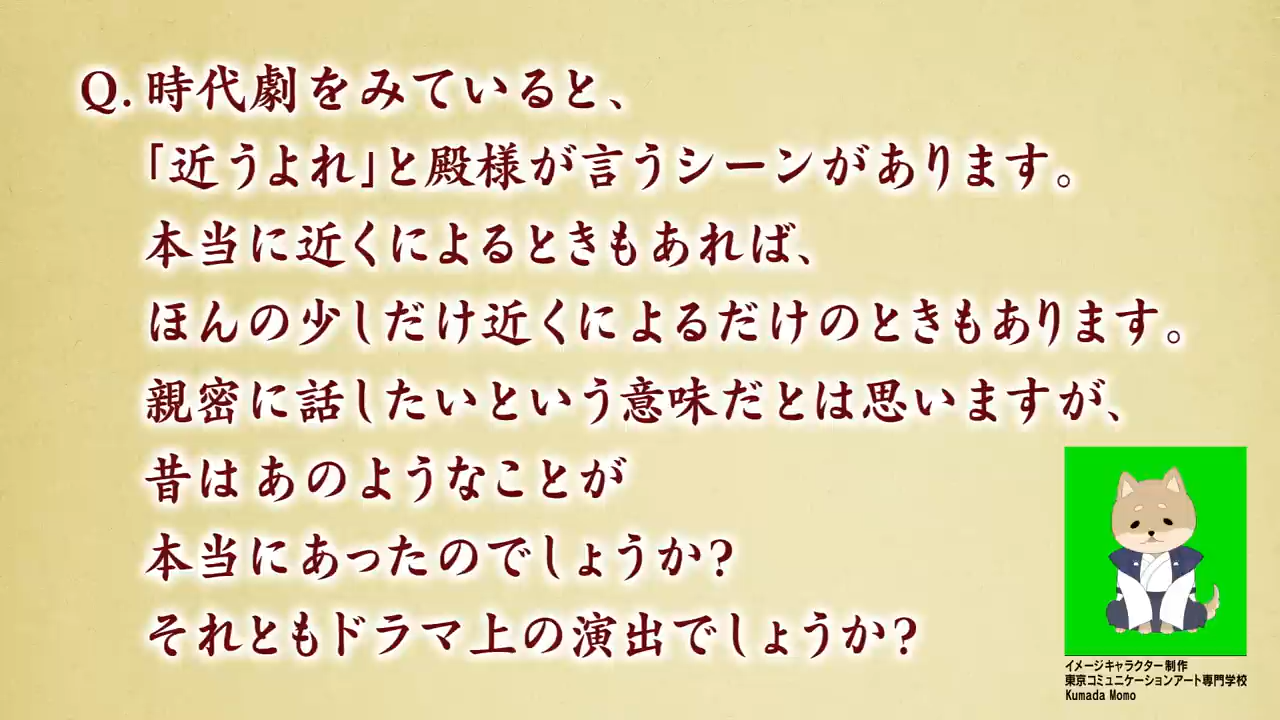 Q.時代劇をみていると、
「近うよれ」と殿様が言うシーンがあります。
本当に近くによるときもあれば、
ほんの少しだけ近くによるだけのときもあります。
親密に話したいという意味だとは思いますが、
昔はあのようなことが
本当にあったのでしょうか?
それともドラマ上の演出でしょうか?
イメージキャラクター制作
東京コミュニケーションアート専門学校
Kumada Momo